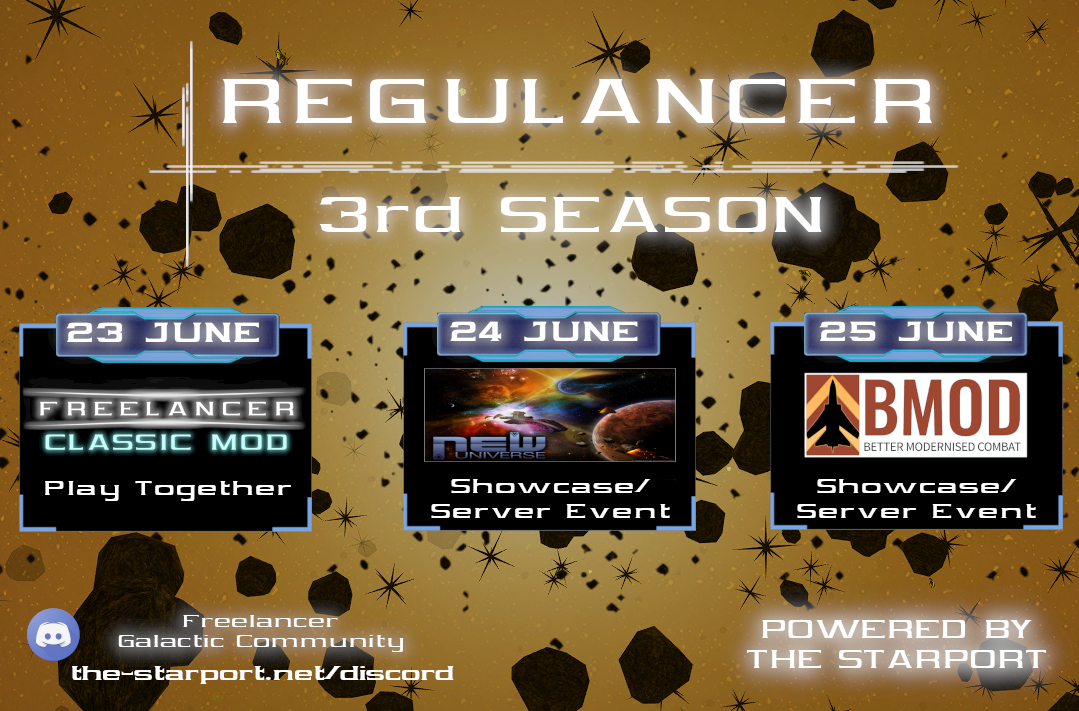 REGULANCER
3rd SEASON
23 JUNE
FREELANCER
CLASSIC MOD
Play Together
24 JUNE
NEW
UNIVERSE
Showcase/
Server Event
25 JUNE
BMOD
BETTER MODERNISED COMBAT
Showcase/
Server Event
Freelancer
Galactic Community
the-starport.net/discord
POWERED BY
THE STARPORT